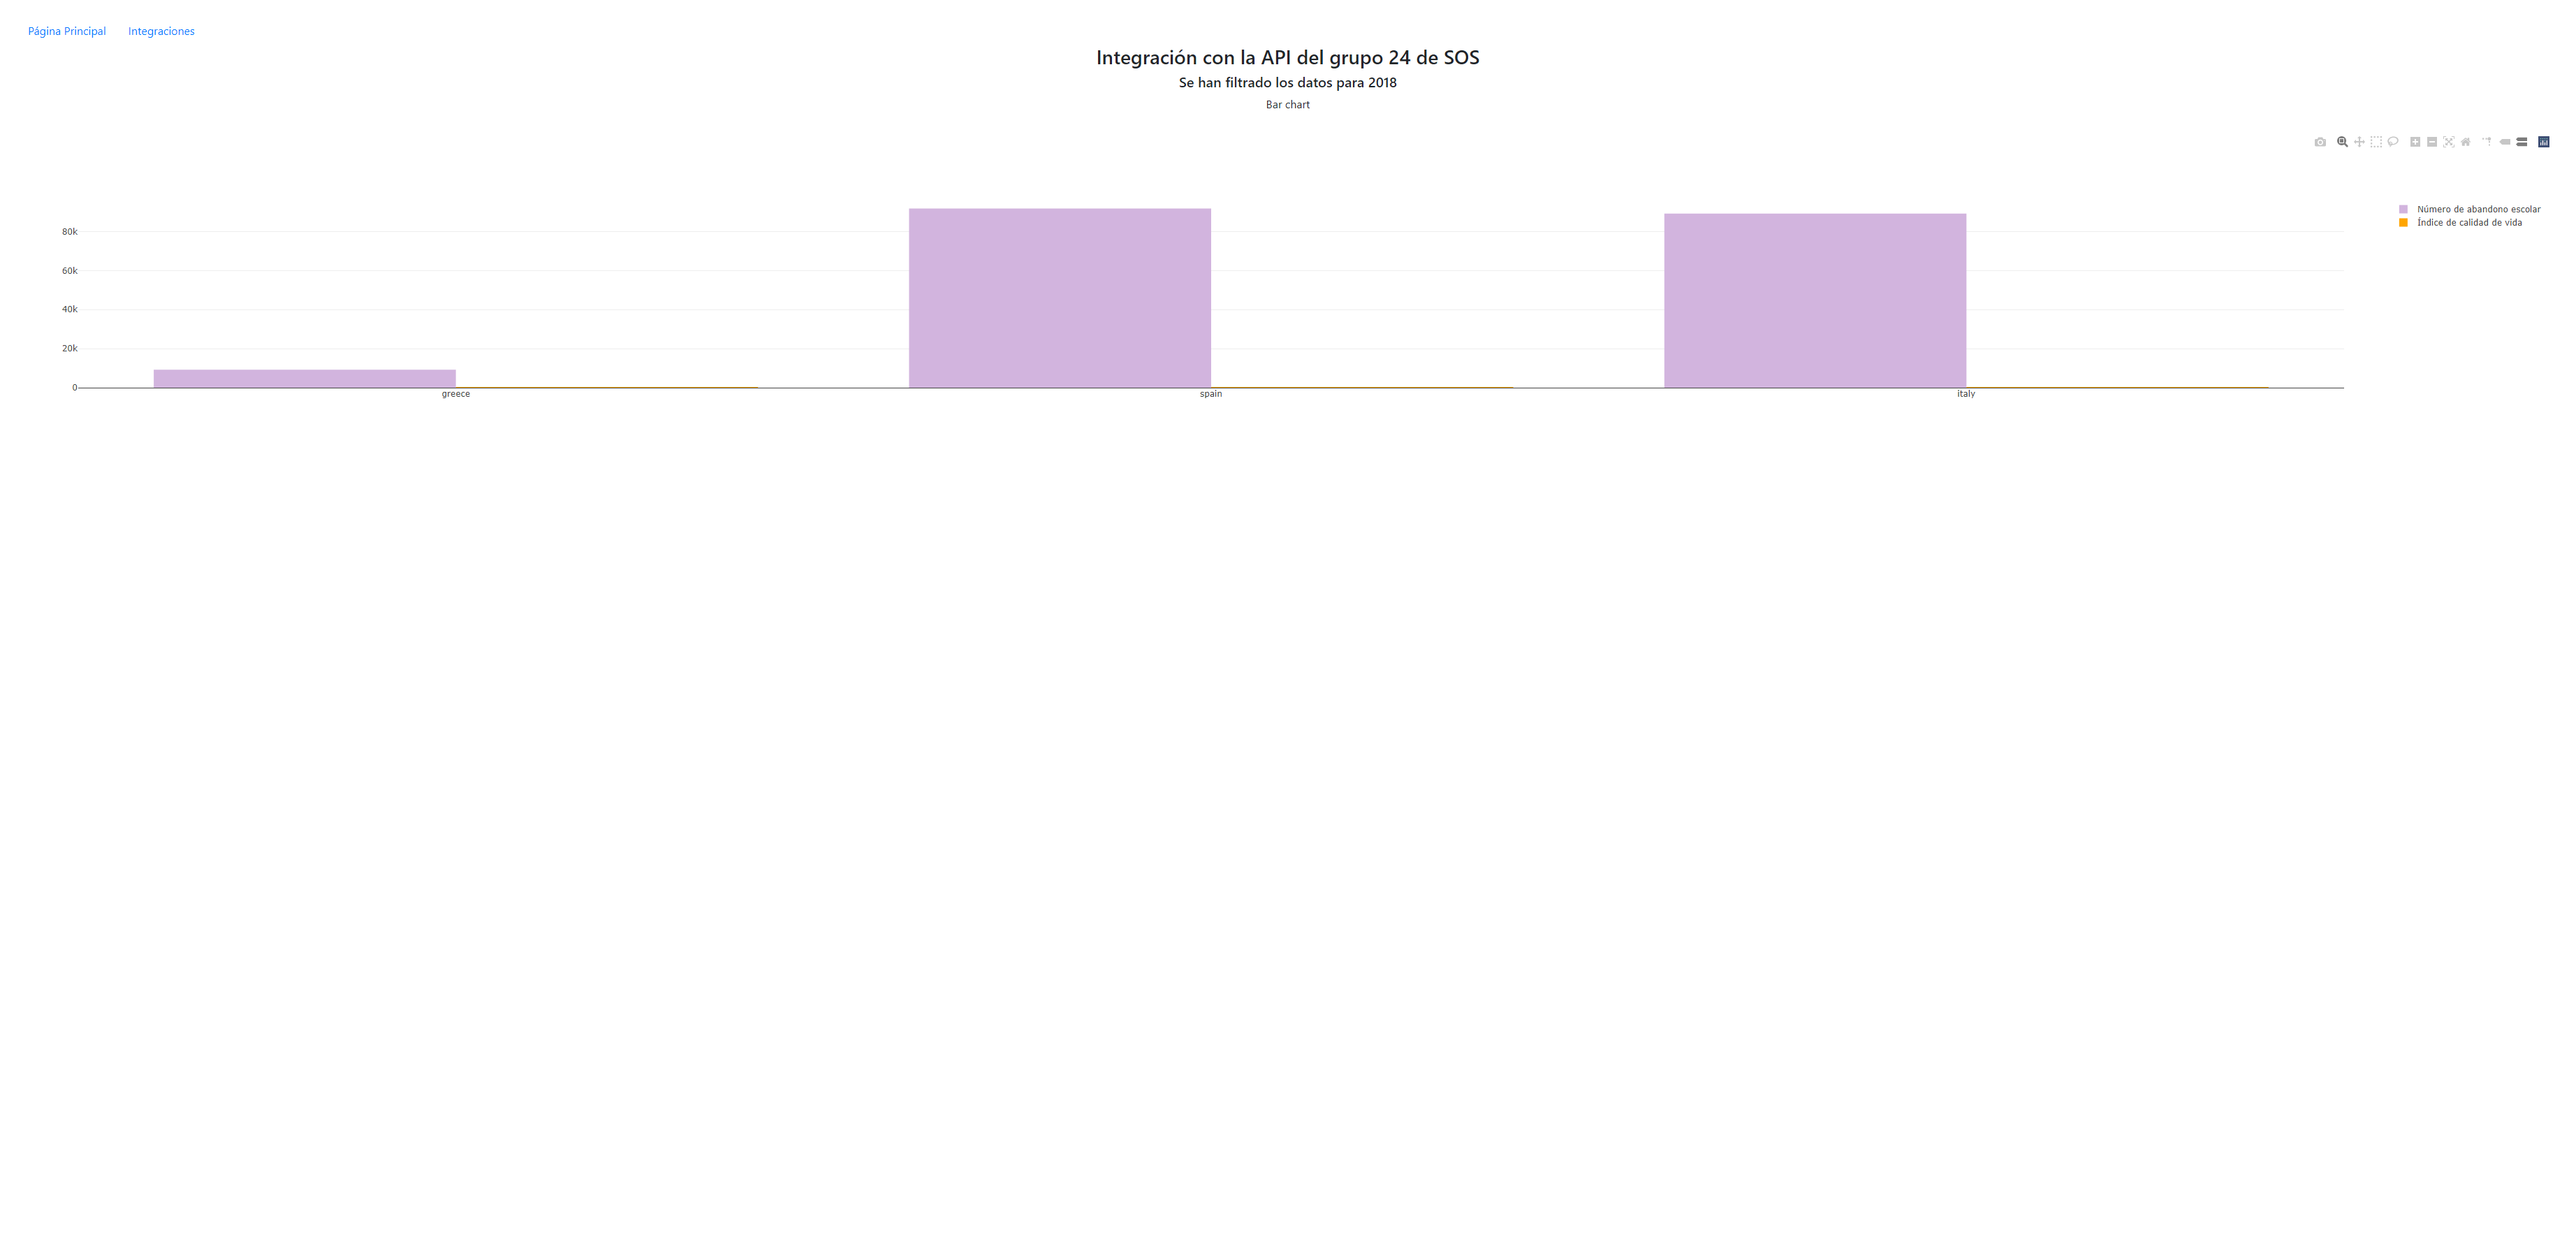 Página Principal Integraciones
Integración con la API del grupo 24 de SOS
Se han filtrado los datos para 2018
Bar chart
Número de abandono escolar
Índice de calidad de vida
80k
60k
40k
20k
0
greece spain italy